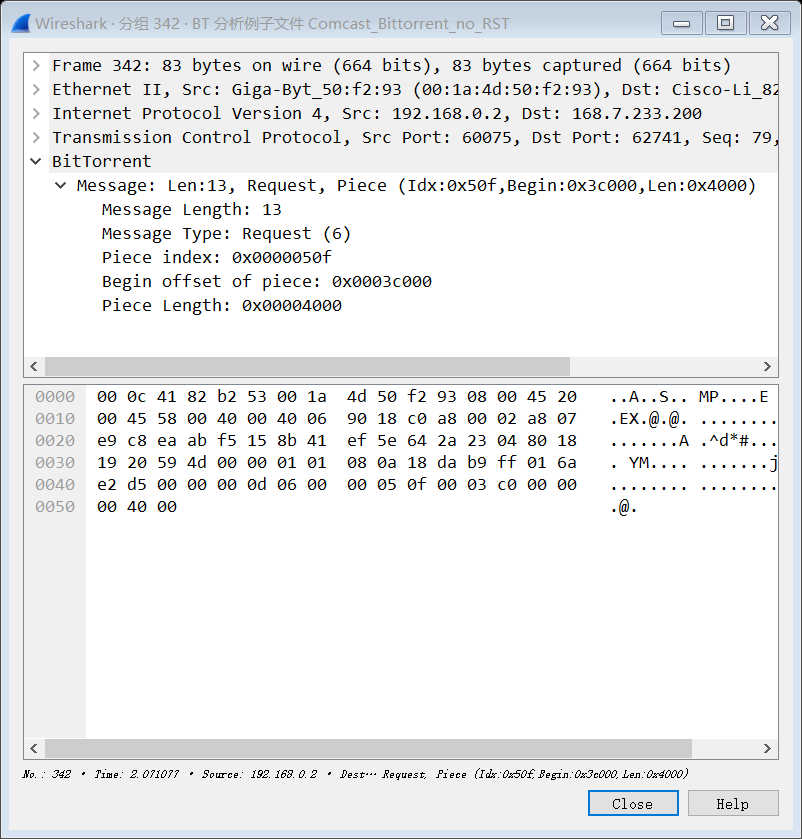 Wireshark · 分组 342 · BT 分析例子文件 Comcast_Bittorrent_no_RST
Frame 342: 83 bytes on wire (664 bits), 83 bytes captured (664 bits)
Ethernet II, Src: Giga-Byt_50:f2:93 (00:1a:4d:50:f2:93), Dst: Cisco-Li_82
Internet Protocol Version 4, Src: 192.168.0.2, Dst: 168.7.233.200
Transmission Control Protocol, Src Port: 60075, Dst Port: 62741, Seq: 79,
BitTorrent
Message: Len:13, Request, Piece (Idx:0x50f,Begin:0x3c000,Len:0x4000)
Message Length: 13
Message Type: Request (6)
Piece index: 0x0000050f
Begin offset of piece: 0x0003c000
Piece Length: 0x00004000
0000 00 0c 41 82 b2 53 00 1a 4d 50 f2 93 08 00 45 20 ..A..S.. MP....E
0010 00 45 58 00 40 00 40 06 90 18 c0 a8 00 02 a8 07 .EX.@.@. ........
0020 e9 c8 ea ab f5 15 8b 41 ef 5e 64 2a 23 04 80 18 .......A .^d*#...
0030 19 20 59 4d 00 00 01 01 08 0a 18 da b9 ff 01 6a . YM.... .......j
0040 e2 d5 00 00 00 0d 06 00 00 05 0f 00 03 c0 00 00 ........ ........
0050 00 40 00 .@.
No.: 342 · Time: 2.071077 · Source: 192.168.0.2 · Dest… Request, Piece (Idx:0x50f,Begin:0x3c000,Len:0x4000)
Close Help